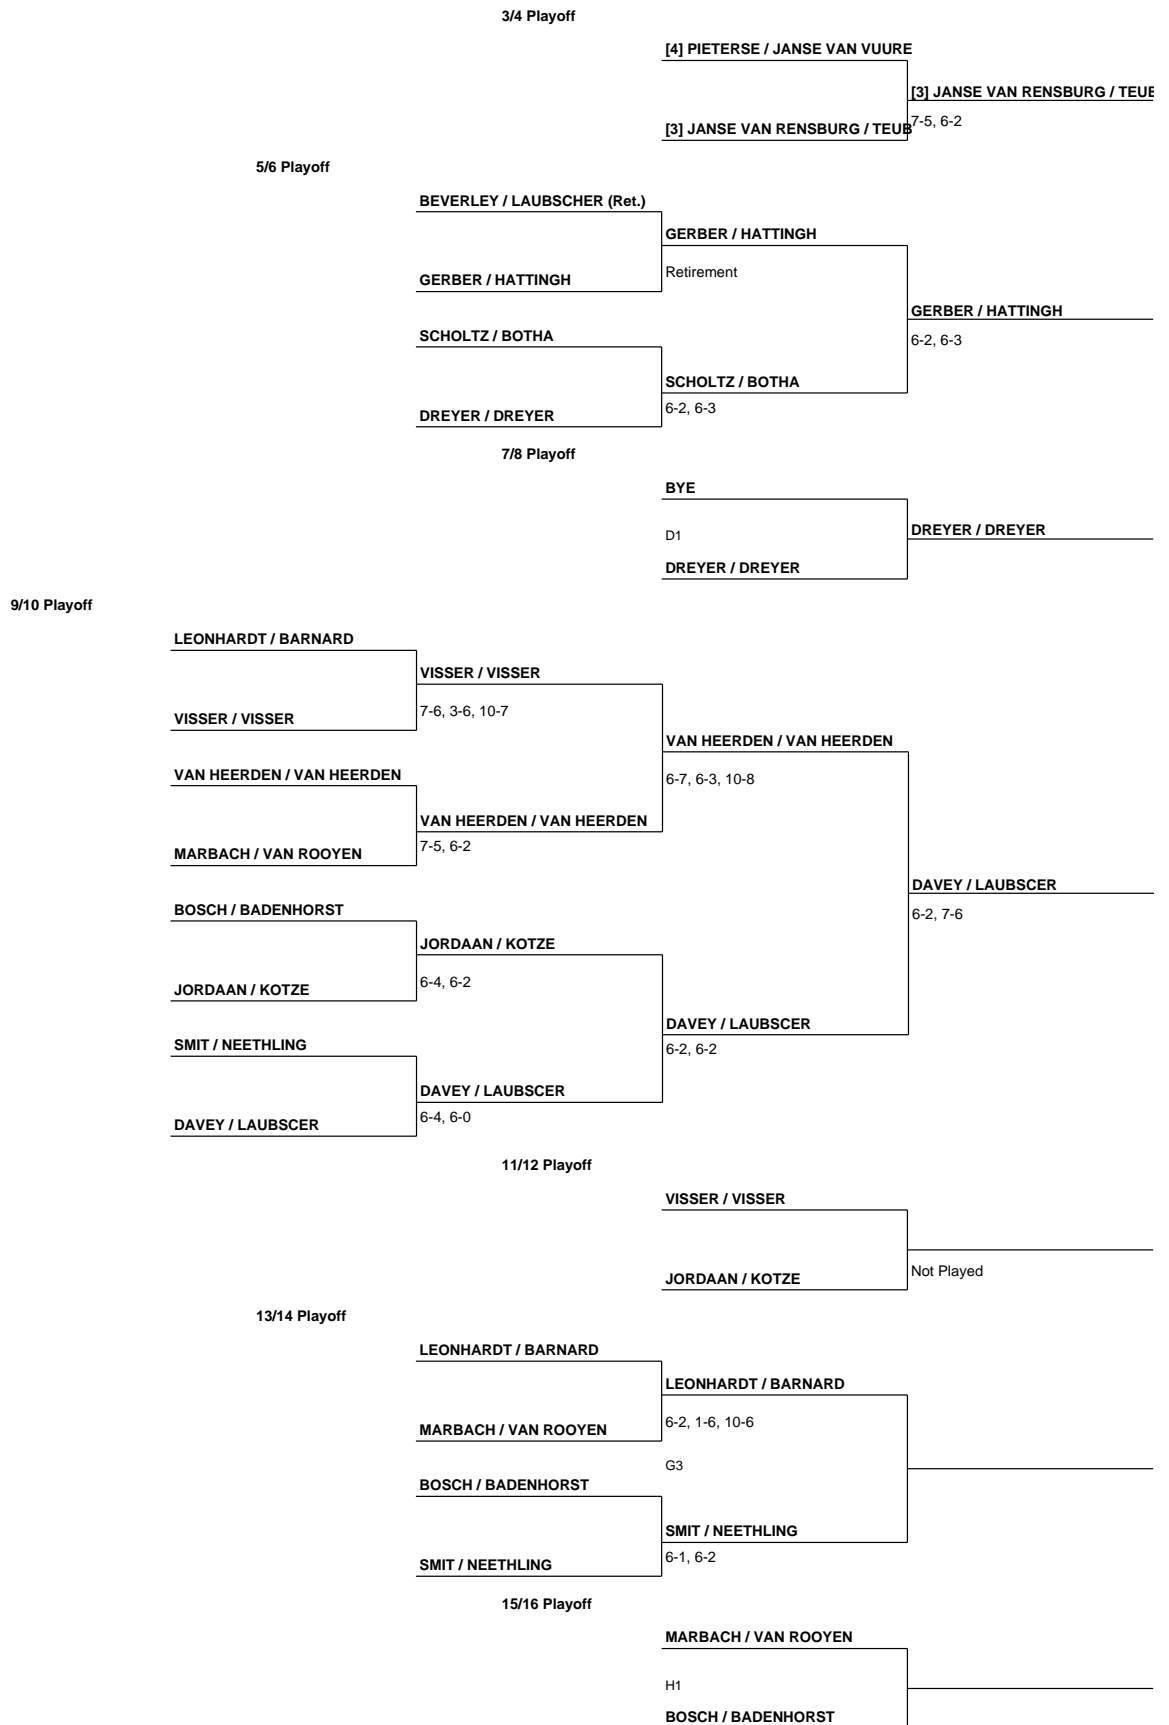 3/4 Playoff
[4] PIETERSE / JANSE VAN VUURE
[3] JANSE VAN RENSBURG / TEUB
7-5, 6-2
[3] JANSE VAN RENSBURG / TEUB
5/6 Playoff
BEVERLEY / LAUBSCHER (Ret.)
GERBER / HATTINGH
Retirement
GERBER / HATTINGH
GERBER / HATTINGH
SCHOLTZ / BOTHA
6-2, 6-3
SCHOLTZ / BOTHA
DREYER / DREYER
6-2, 6-3
7/8 Playoff
BYE
D1
DREYER / DREYER
DREYER / DREYER
9/10 Playoff
LEONHARDT / BARNARD
VISSER / VISSER
VISSER / VISSER
7-6, 3-6, 10-7
VAN HEERDEN / VAN HEERDEN
VAN HEERDEN / VAN HEERDEN
6-7, 6-3, 10-8
VAN HEERDEN / VAN HEERDEN
MARBACH / VAN ROOYEN
7-5, 6-2
DAVEY / LAUBSCER
BOSCH / BADENHORST
6-2, 7-6
JORDAAN / KOTZE
JORDAAN / KOTZE
6-4, 6-2
DAVEY / LAUBSCER
SMIT / NEETHLING
6-2, 6-2
DAVEY / LAUBSCER
DAVEY / LAUBSCER
6-4, 6-0
11/12 Playoff
VISSER / VISSER
JORDAAN / KOTZE
Not Played
13/14 Playoff
LEONHARDT / BARNARD
LEONHARDT / BARNARD
MARBACH / VAN ROOYEN
6-2, 1-6, 10-6
G3
BOSCH / BADENHORST
SMIT / NEETHLING
SMIT / NEETHLING
6-1, 6-2
15/16 Playoff
MARBACH / VAN ROOYEN
H1
BOSCH / BADENHORST